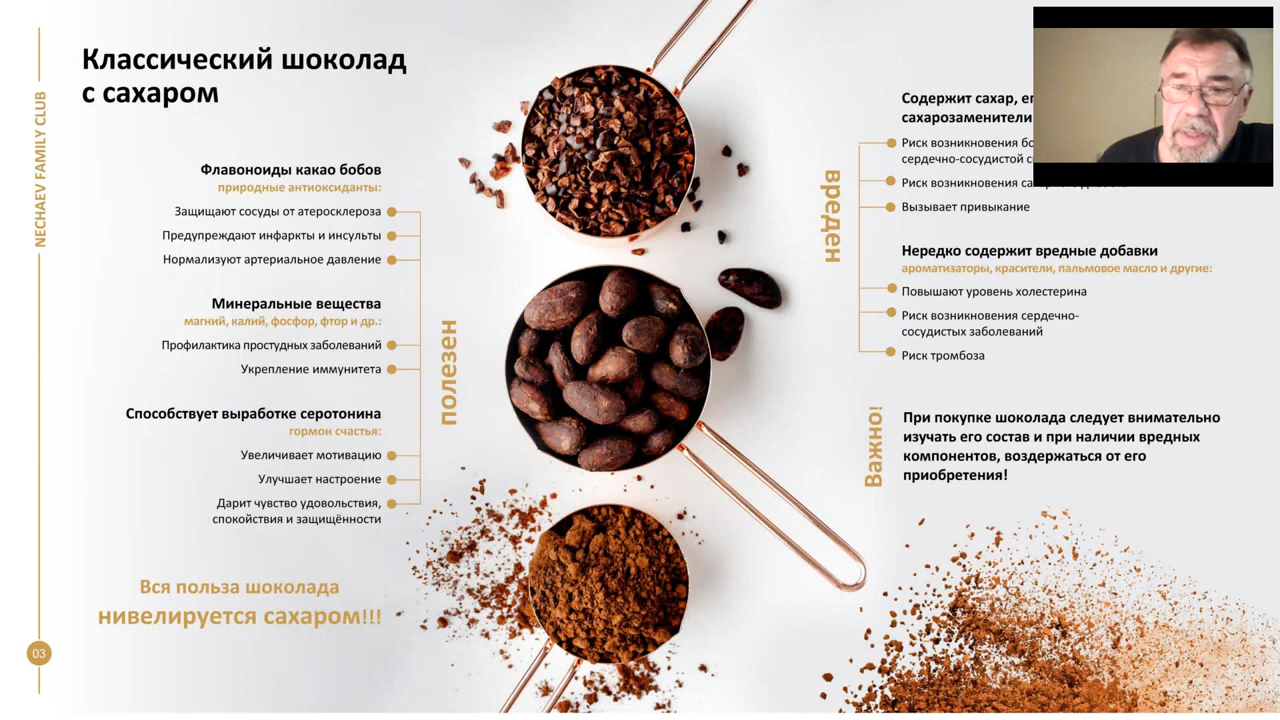 NECHAEV FAMILY CLUB
Классический шоколад
с сахаром
Флавоноиды какао бобов
природные антиоксиданты:
Защищают сосуды от атеросклероза
Предупреждают инфаркты и инсульты
Нормализуют артериальное давление
Минеральные вещества
магний, калий, фосфор, фтор и др.:
Профилактика простудных заболеваний
Укрепление иммунитета
Способствует выработке серотонина
гормон счастья:
Увеличивает мотивацию
Улучшает настроение
Дарит чувство удовольствия,
спокойствия и защищённости
полезен
Вся польза шоколада
нивелируется сахаром!!!
03
вреден
Содержит сахар,
сахарозаменители
Риск возникновения
сердечно-сосудистой
Риск возникновения
Вызывает привыкание
Нередко содержит вредные добавки
ароматизаторы, красители, пальмовое масло и другие:
Повышают уровень холестерина
Риск возникновения сердечно-
сосудистых заболеваний
Риск тромбоза
Важно!
При покупке шоколада следует внимательно
изучать его состав и при наличии вредных
компонентов, воздержаться от его
приобретения!